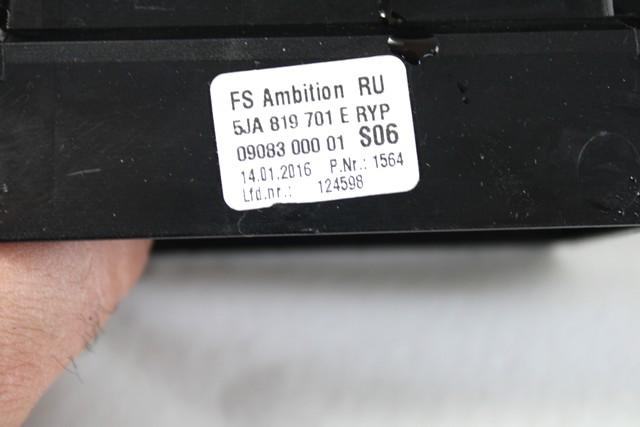 FS Ambition RU
5JA 819 701 E RYP
09083 000 01 S06
14.01.2016 P.Nr.: 1564
Lfd.nr.: 124598